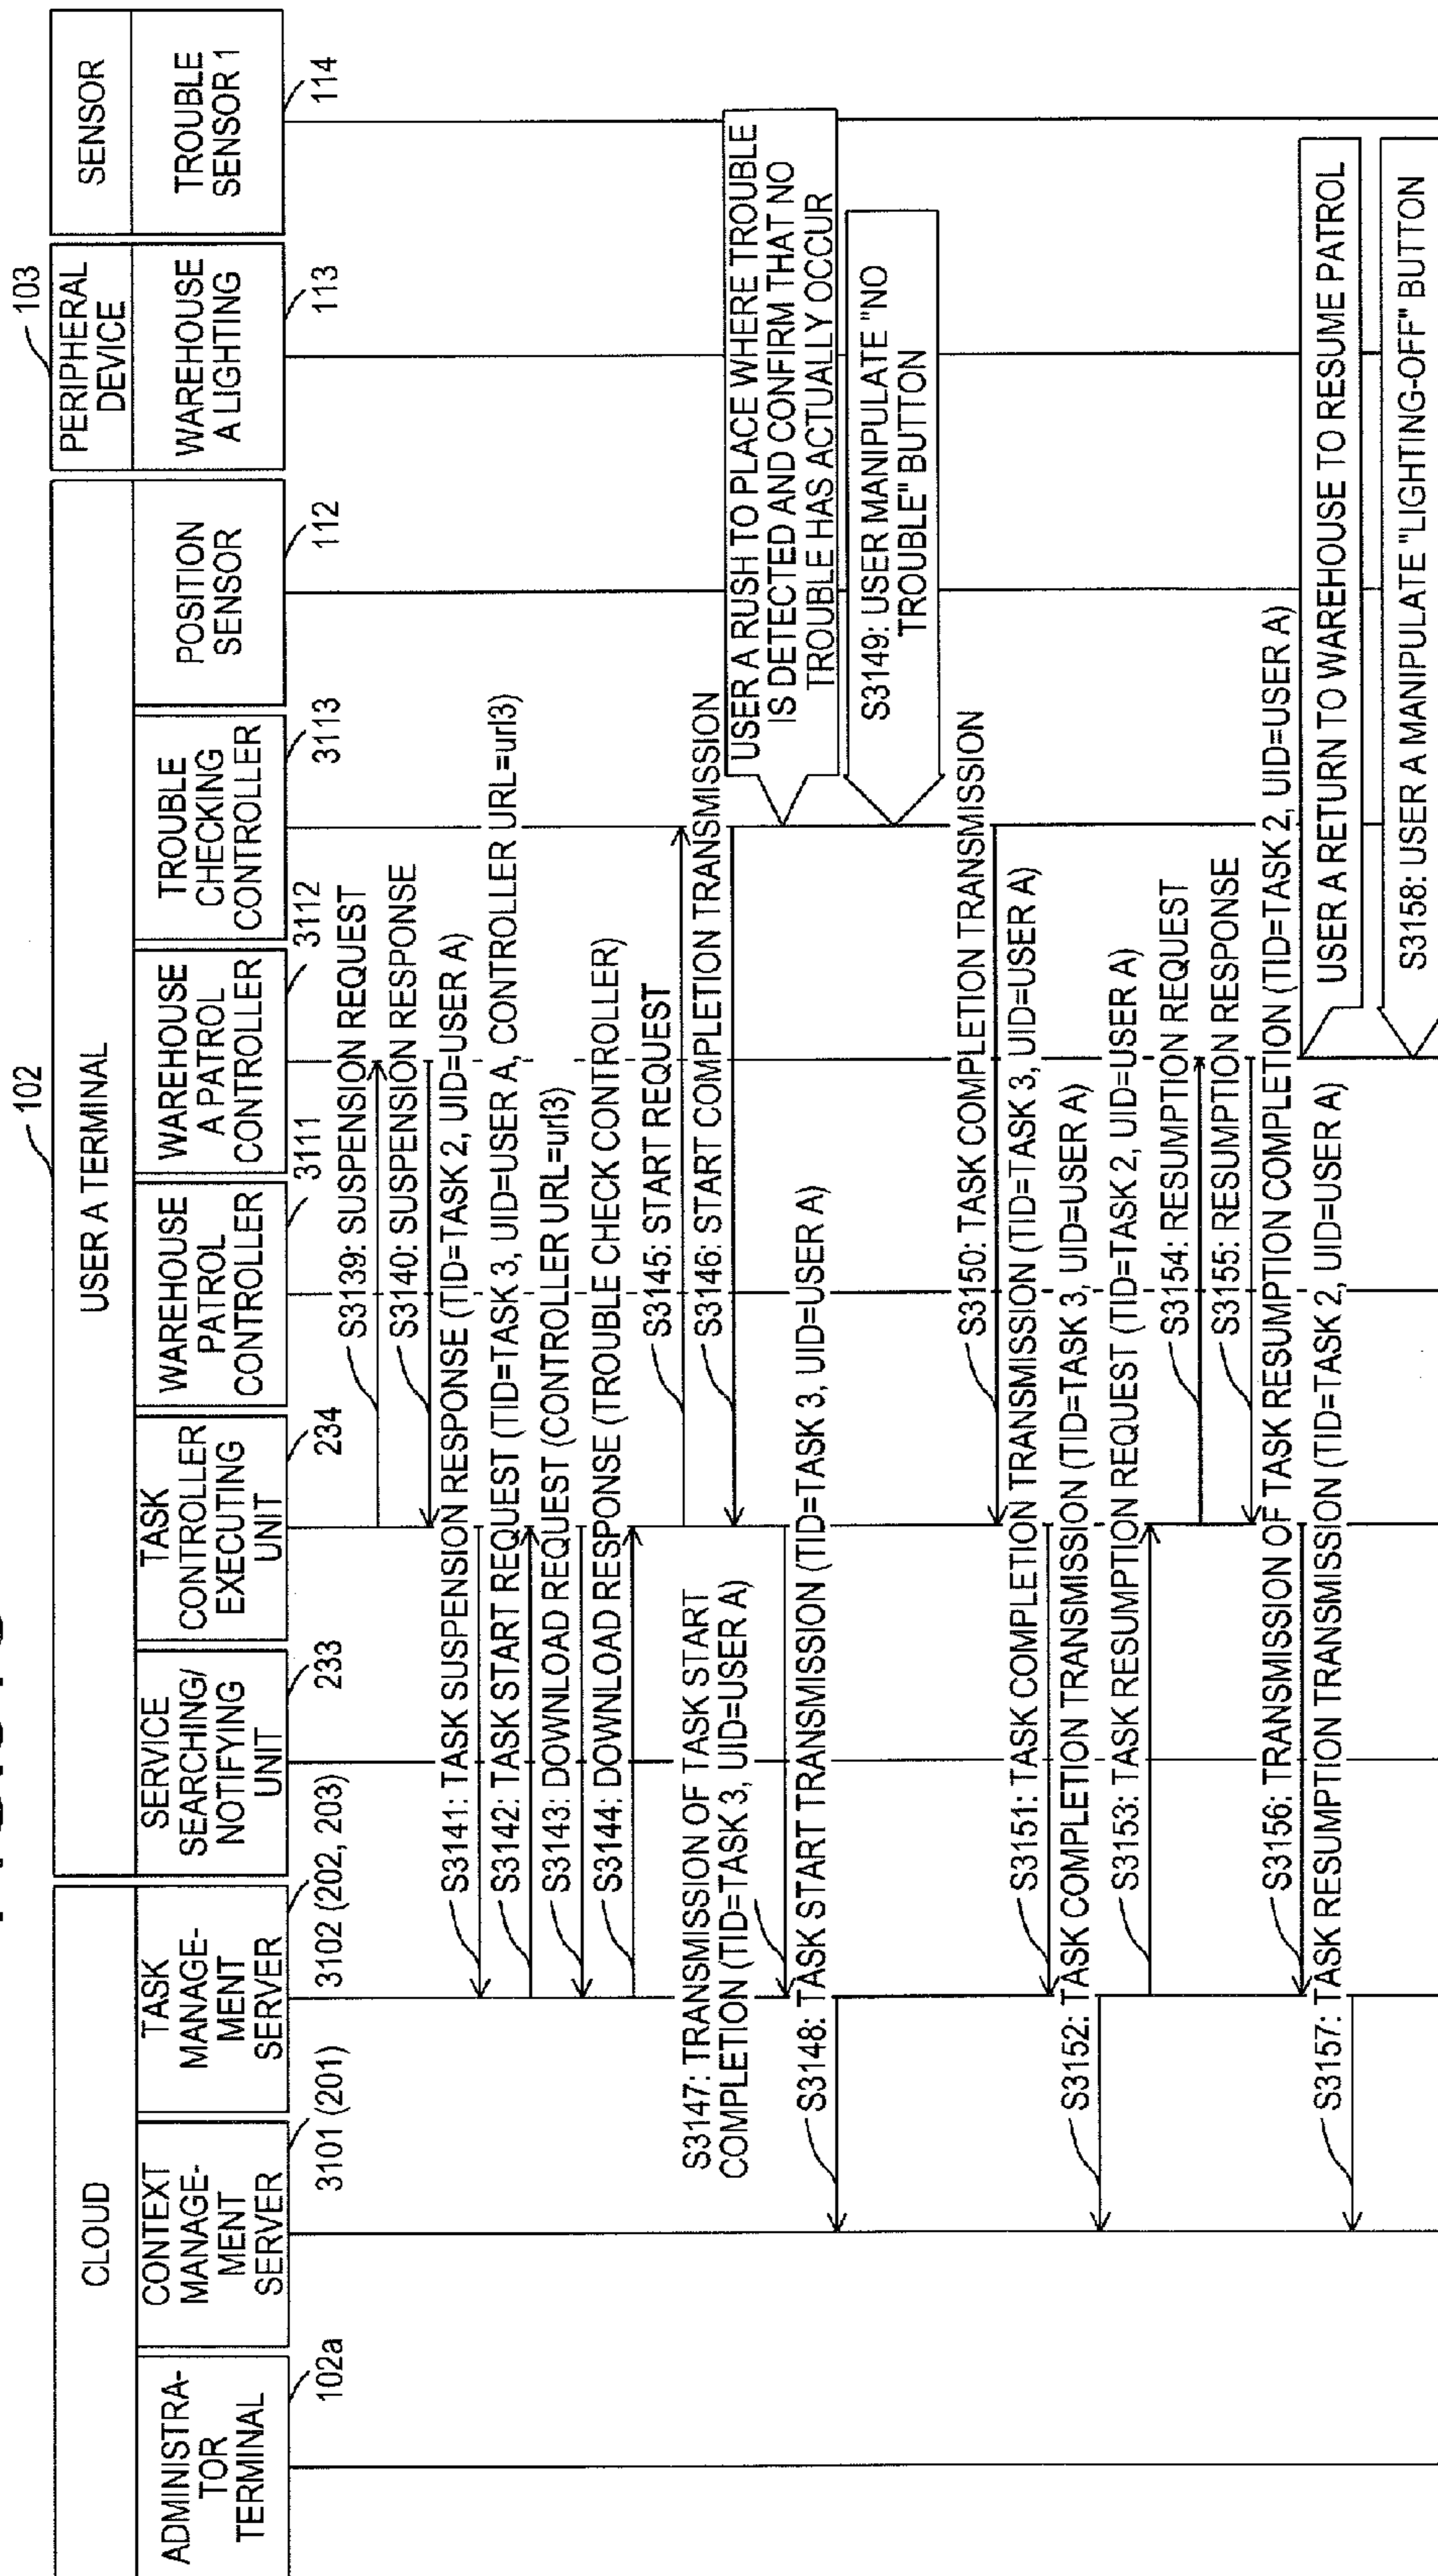 CLOUD
102
USER A TERMINAL
103
PERIPHERAL
DEVICE
SENSOR
ADMINISTRA-
TOR
TERMINAL
102a
CONTEXT
MANAGE-
MENT
SERVER
3101 (201)
TASK
MANAGE-
MENT
SERVER
3102 (202, 203)
SERVICE
SEARCHING/
NOTIFYING
UNIT
233
TASK
CONTROLLER
EXECUTING
UNIT
234
WAREHOUSE
PATROL
CONTROLLER
3111
WAREHOUSE
A PATROL
CONTROLLER
3112
TROUBLE
CHECKING
CONTROLLER
3113
POSITION
SENSOR
112
WAREHOUSE
A LIGHTING
113
TROUBLE
SENSOR 1
114
S3139: SUSPENSION REQUEST
S3140: SUSPENSION RESPONSE
S3141: TASK SUSPENSION RESPONSE (TID=TASK 2, UID=USER A)
S3142: TASK START REQUEST (TID=TASK 3, UID=USER A, CONTROLLER URL=url3)
S3143: DOWNLOAD REQUEST (CONTROLLER URL=url3)
S3144: DOWNLOAD RESPONSE (TROUBLE CHECK CONTROLLER)
S3145: START REQUEST
S3146: START COMPLETION TRANSMISSION
S3147: TRANSMISSION OF TASK START
COMPLETION (TID=TASK 3, UID=USER A)
USER A RUSH TO PLACE WHERE TROUBLE
IS DETECTED AND CONFIRM THAT NO
TROUBLE HAS ACTUALLY OCCUR
S3148: TASK START TRANSMISSION (TID=TASK 3, UID=USER A)
S3149: USER MANIPULATE "NO
TROUBLE" BUTTON
S3150: TASK COMPLETION TRANSMISSION
S3151: TASK COMPLETION TRANSMISSION (TID=TASK 3, UID=USER A)
S3152: TASK COMPLETION TRANSMISSION (TID=TASK 3, UID=USER A)
S3153: TASK RESUMPTION REQUEST (TID=TASK 2, UID=USER A)
S3154: RESUMPTION REQUEST
S3155: RESUMPTION RESPONSE
S3156: TRANSMISSION OF TASK RESUMPTION COMPLETION (TID=TASK 2, UID=USER A)
S3157: TASK RESUMPTION TRANSMISSION (TID=TASK 2, UID=USER A)
USER A RETURN TO WAREHOUSE TO RESUME PATROL
S3158: USER A MANIPULATE "LIGHTING-OFF" BUTTON